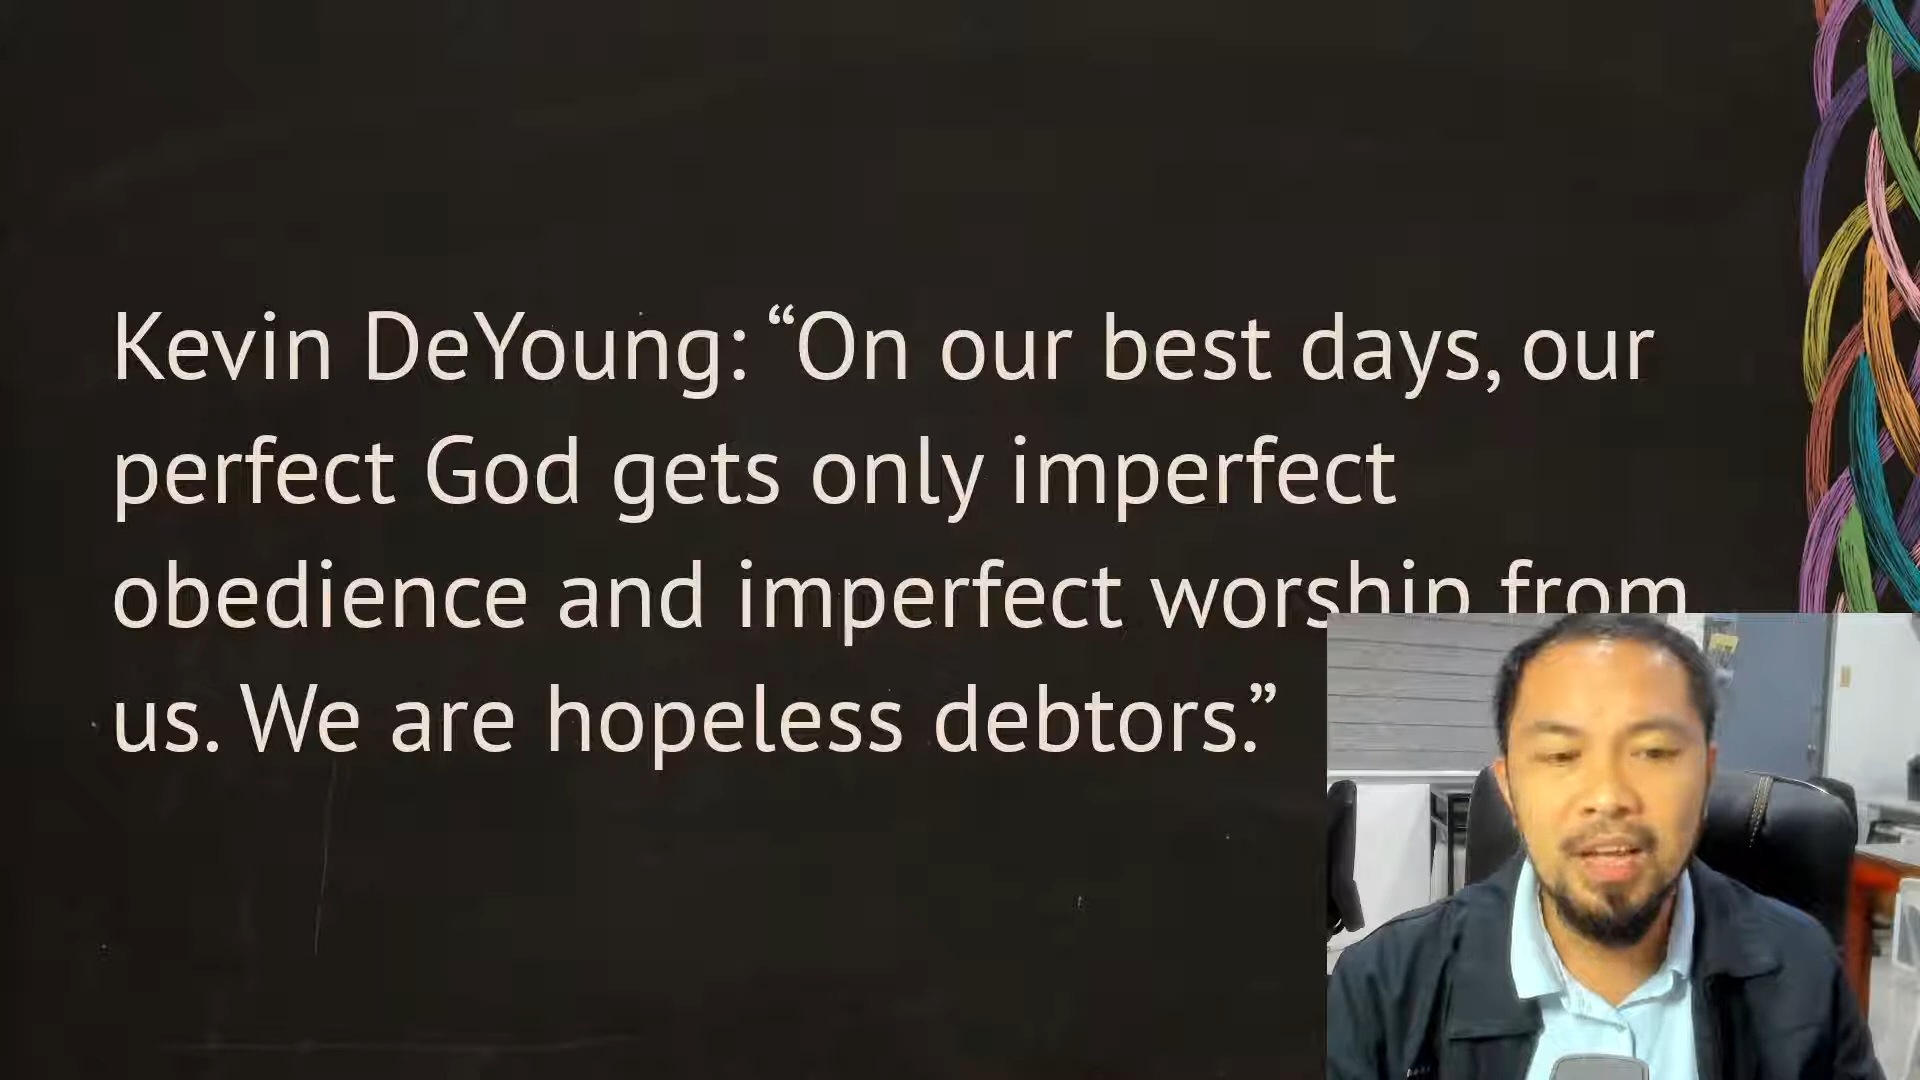 Kevin DeYoung: “On our best days, our
perfect God gets only imperfect
obedience and imperfect worship from
us. We are hopeless debtors.”